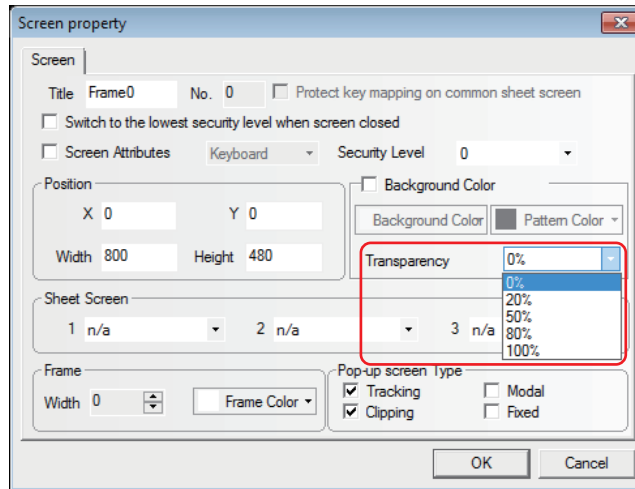 Screen property
Screen
Title Frame0 No. 0 Protect key mapping on common sheet screen
Switch to the lowest security level when screen closed
Screen Attributes Keyboard Security Level 0
Position Background Color
X 0 Y 0 Background Color Pattern Color
Width 800 Height 480 Transparency 0%
0%
Sheet Screen 20%
50%
1 n/a 2 n/a 3 n/a 80%
100%
Frame Pop-up screen Type
Tracking Modal
Width 0 Frame Color Clipping Fixed
OK Cancel